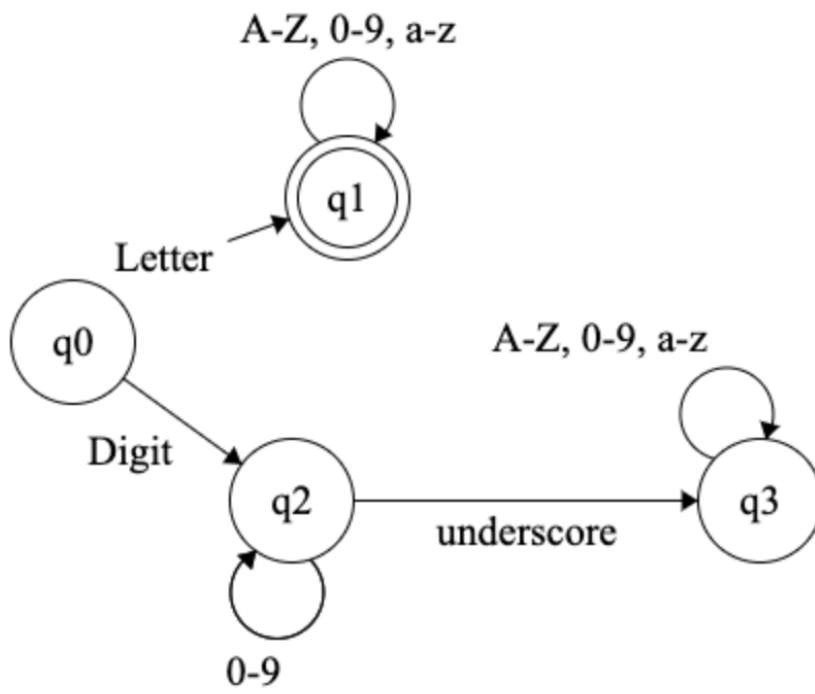 A-Z, 0-9, a-z
q1
Letter
q0
A-Z, 0-9, a-z
Digit
q2
q3
underscore
0-9